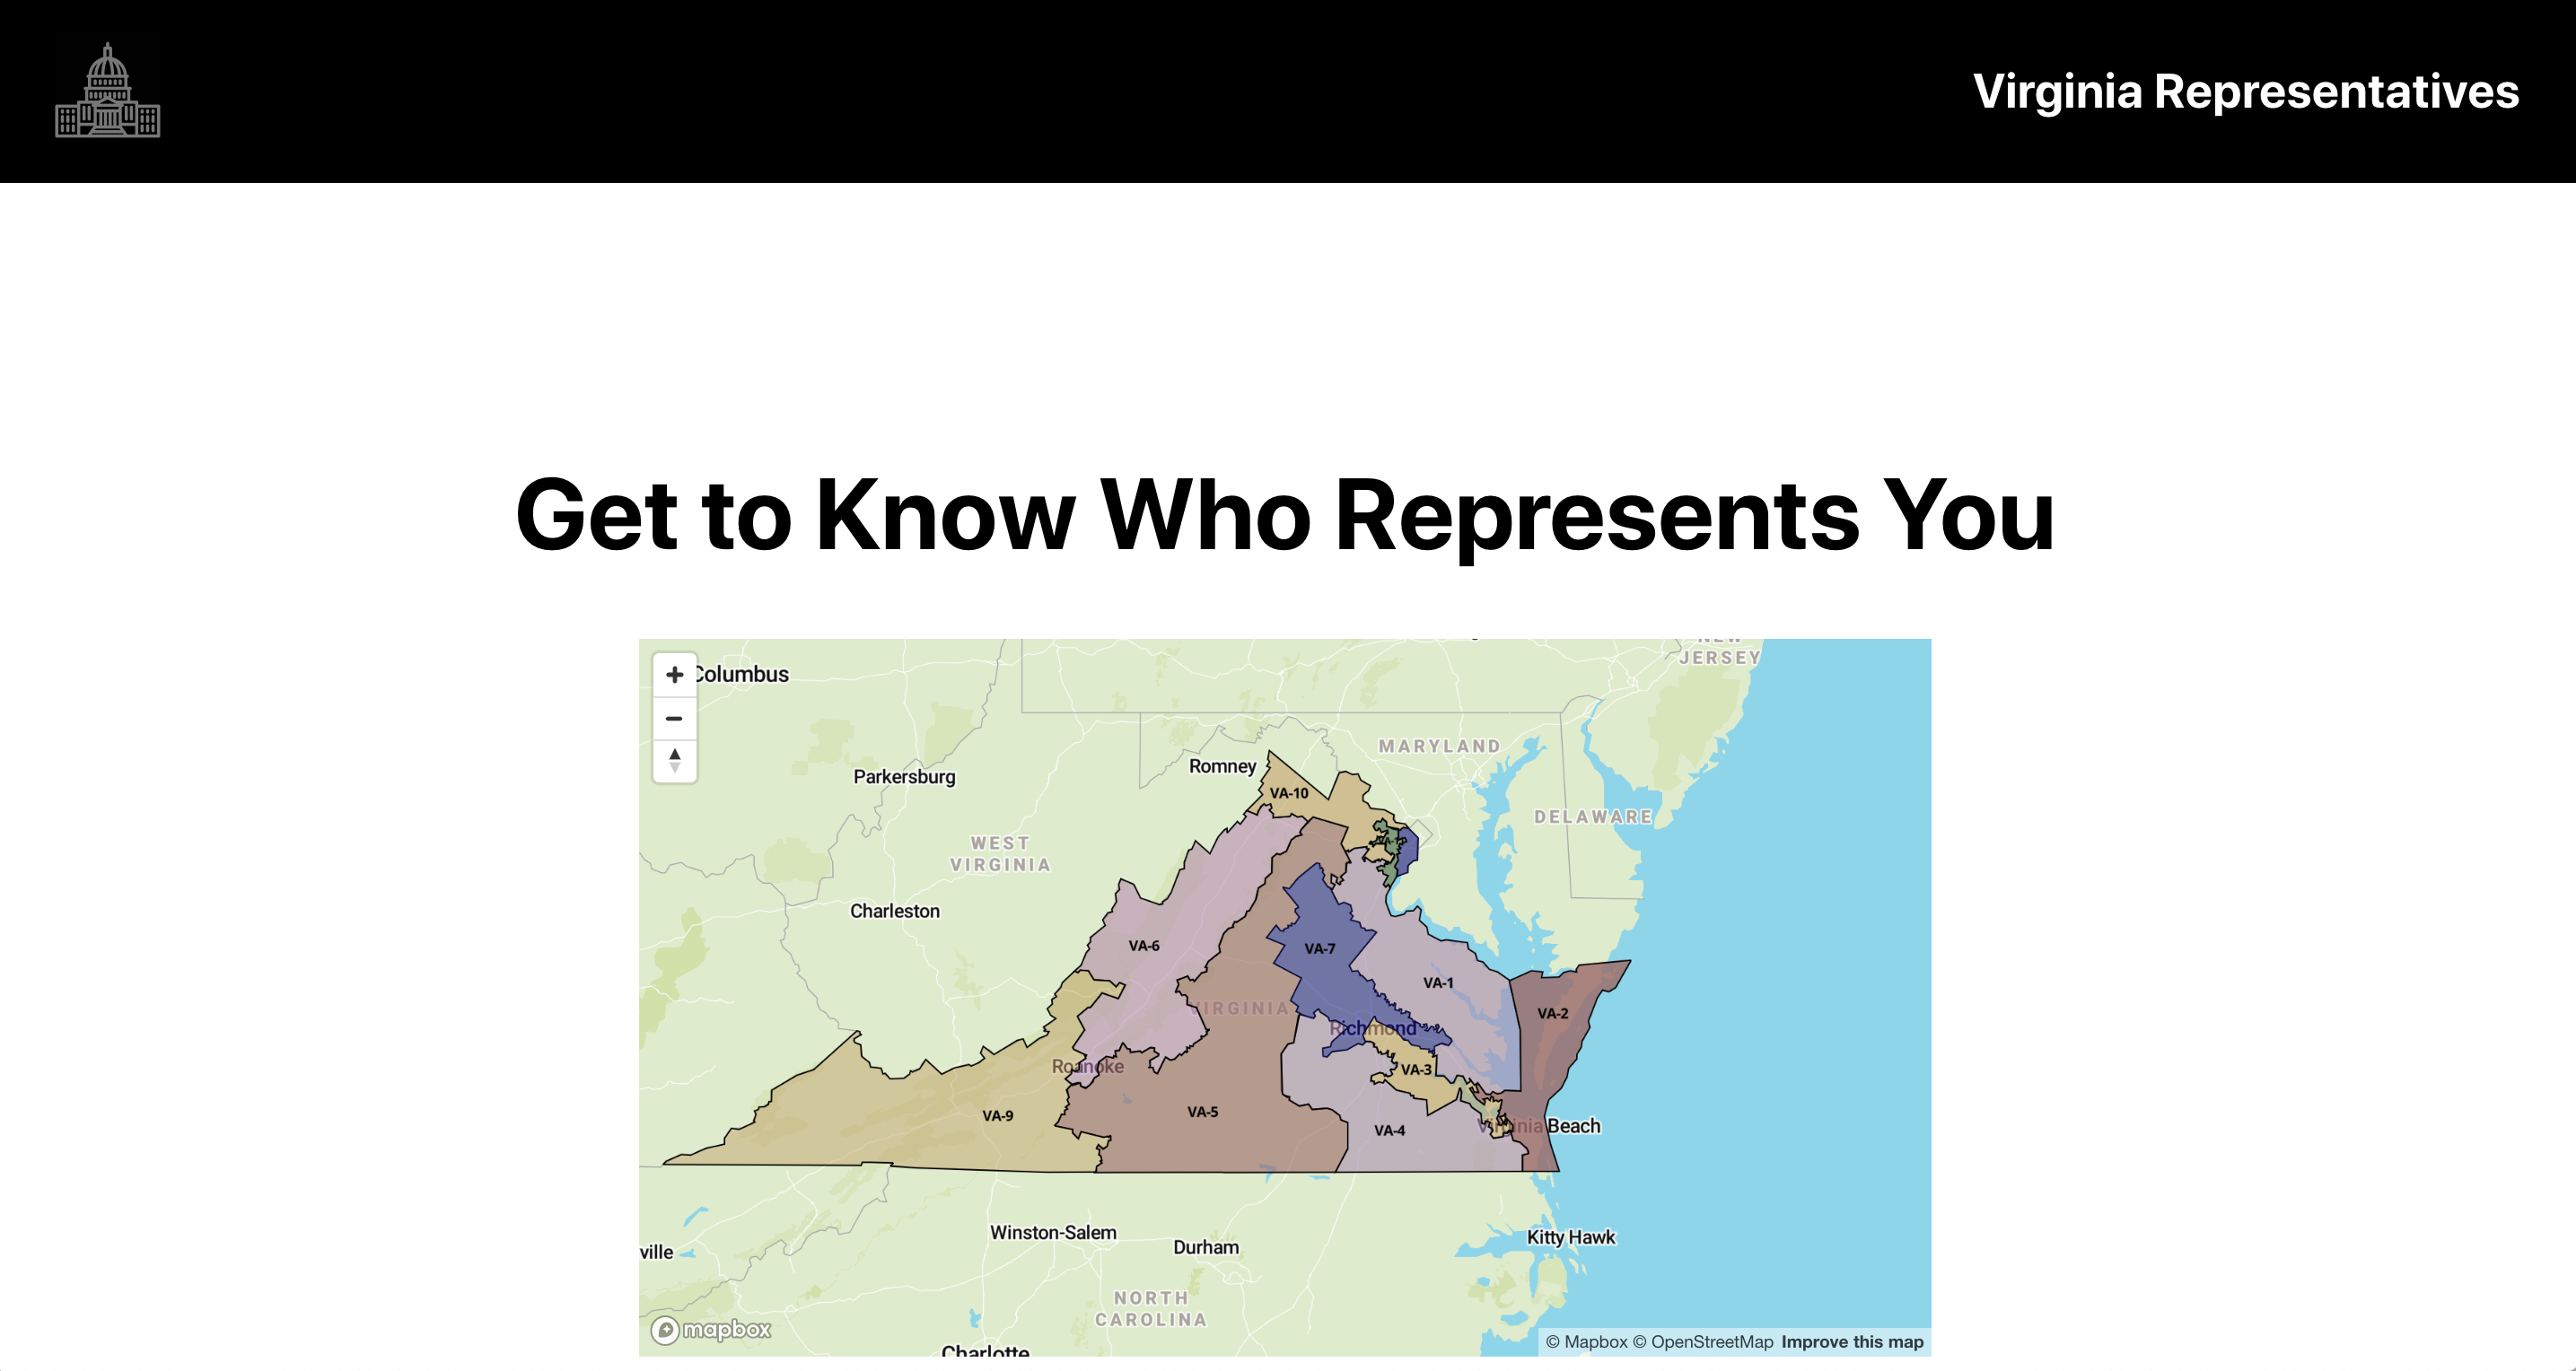 Virginia Representatives
Get to Know Who Represents You
NEW
JERSEY
Columbus
MARYLAND
Romney
Parkersburg
VA-10
DELAWARE
WEST
VIRGINIA
Charleston
VA-6
VA-7
VA-1
VIRGINIA
VA-2
Richmond
Roanoke
VA-3
VA-9
VA-5
VA-4
Virginia Beach
Winston-Salem
Kitty Hawk
Durham
ville
NORTH
CAROLINA
mapbox
© Mapbox © OpenStreetMap Improve this map
Charlotte